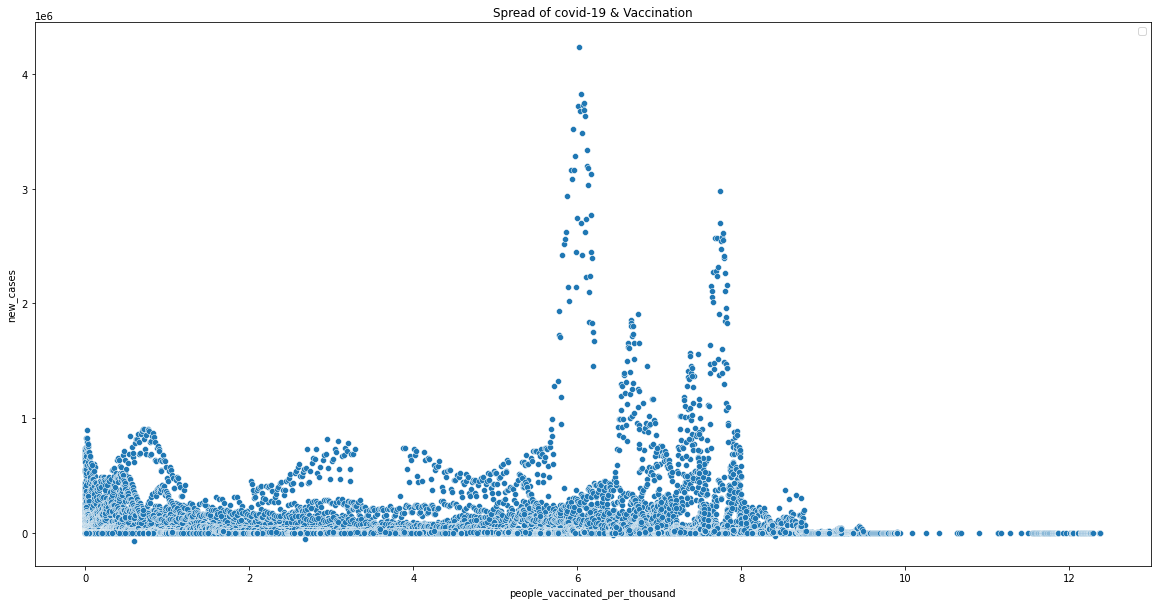 Spread of covid-19 & Vaccination
1e6
4
3
2
1
0
new_cases
0 2 4 6 8 10 12
people_vaccinated_per_thousand